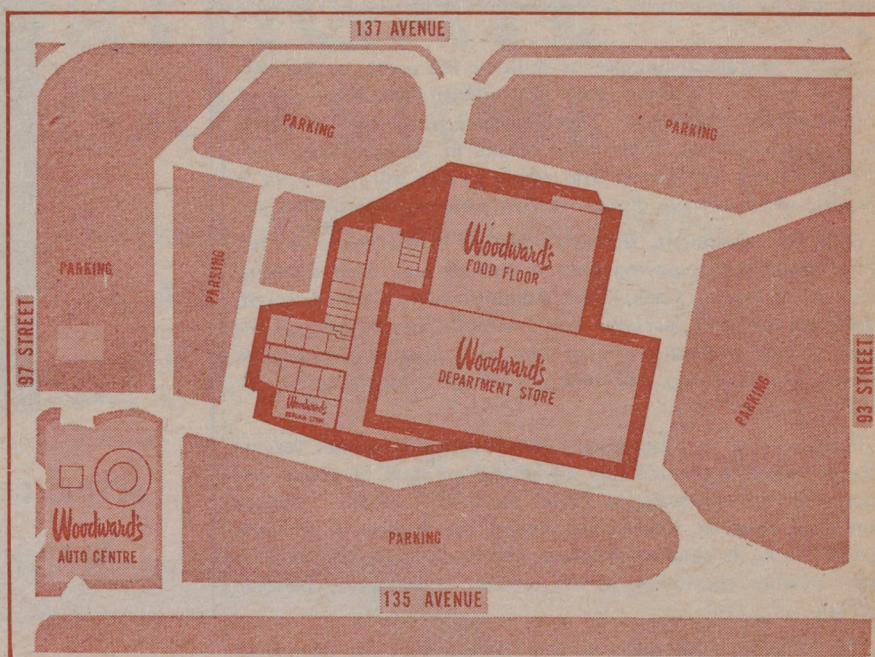 137 AVENUE
PARKING
PARKING
Woodward's
FOOD FLOOR
PARKING
PARKING
97 STREET
93 STREET
Woodward's
DEPARTMENT STORE
PARKING
Woodward's
Woodward's
AUTO CENTRE
PARKING
135 AVENUE